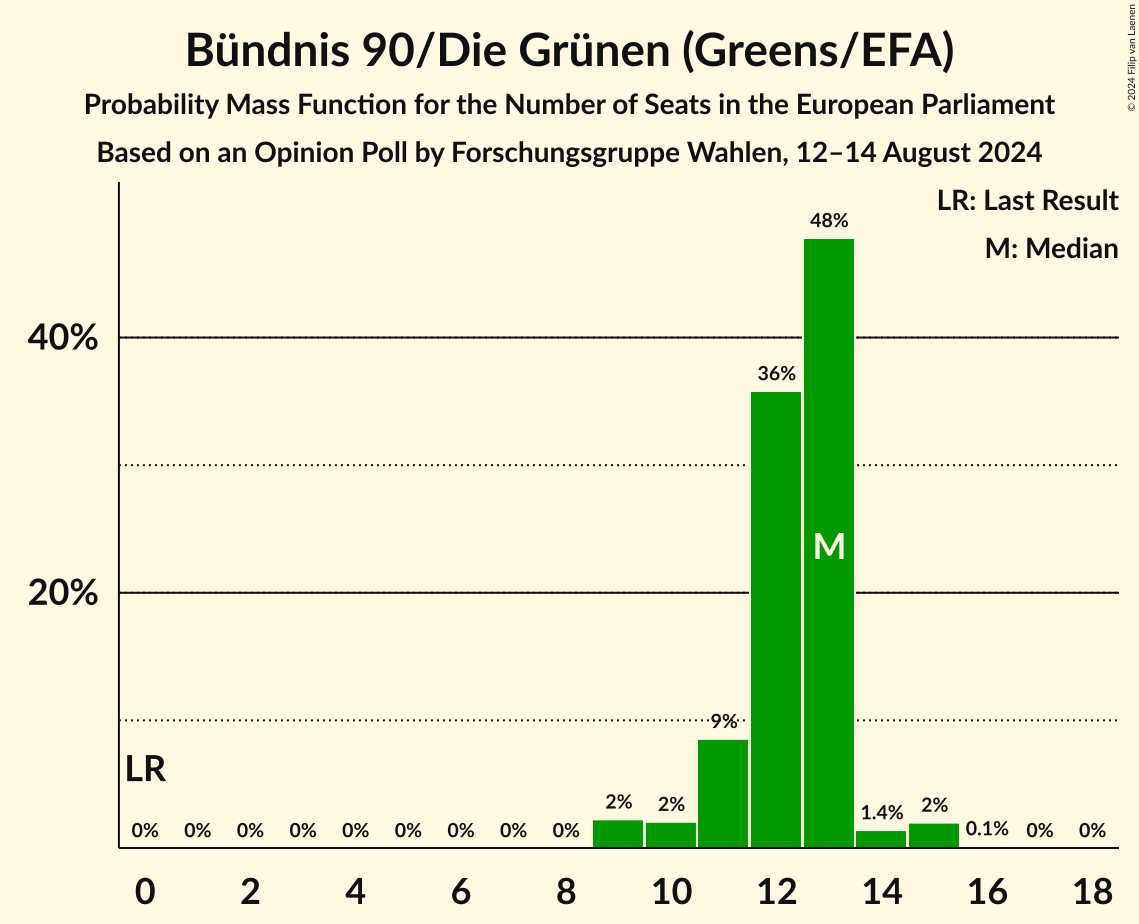 Bündnis 90/Die Grünen (Greens/EFA)
Probability Mass Function for the Number of Seats in the European Parliament
Based on an Opinion Poll by Forschungsgruppe Wahlen, 12–14 August 2024
© 2024 Filip van Laenen
LR: Last Result
M: Median
48%
40%
36%
M
20%
9%
LR
0% 0% 0% 0% 0% 0% 0% 0% 0% 2% 2% 1.4% 2% 0.1% 0% 0%
0 2 4 6 8 10 12 14 16 18